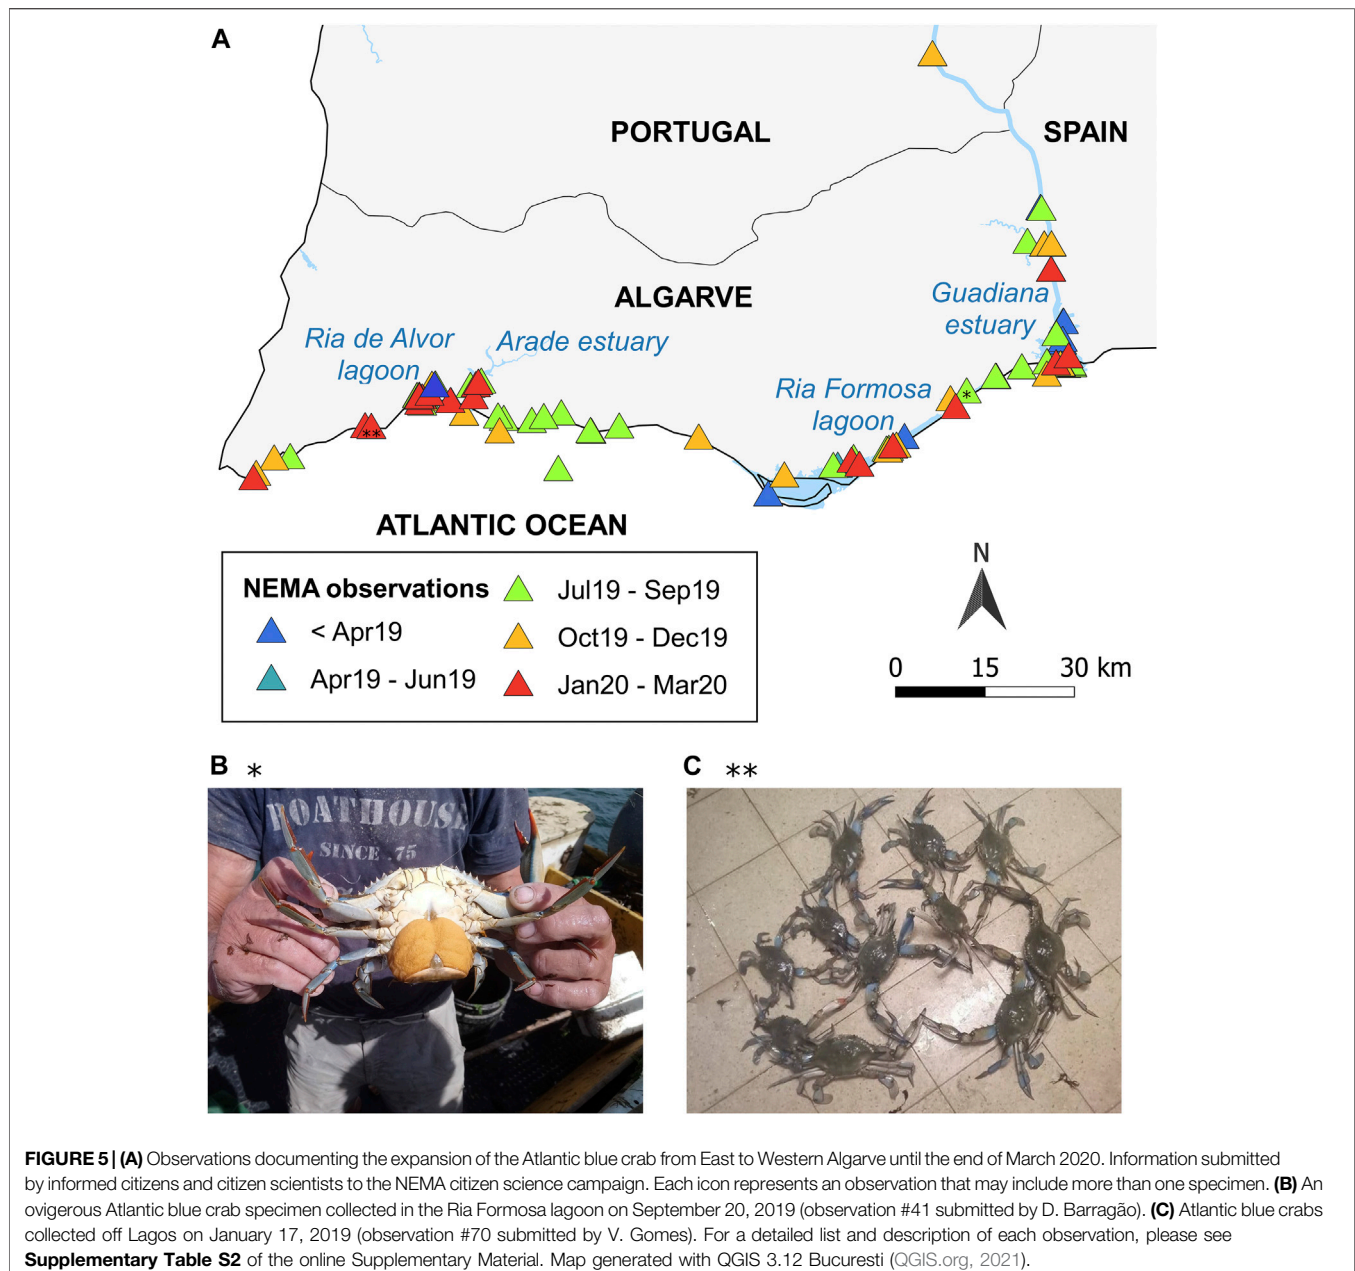 A
PORTUGAL
SPAIN
ALGARVE
Guadiana
estuary
Ria de Alvor
lagoon
Arade estuary
Ria Formosa
lagoon
*
**
ATLANTIC OCEAN
NEMA observations
< Apr19
Apr19 - Jun19
Jul19 - Sep19
Oct19 - Dec19
Jan20 - Mar20
N
0 15 30 km
B *
BOATHOUSE
SINCE .75
C **
FIGURE 5 | (A) Observations documenting the expansion of the Atlantic blue crab from East to Western Algarve until the end of March 2020. Information submitted
by informed citizens and citizen scientists to the NEMA citizen science campaign. Each icon represents an observation that may include more than one specimen. (B) An
ovigerous Atlantic blue crab specimen collected in the Ria Formosa lagoon on September 20, 2019 (observation #41 submitted by D. Barragão). (C) Atlantic blue crabs
collected off Lagos on January 17, 2019 (observation #70 submitted by V. Gomes). For a detailed list and description of each observation, please see
Supplementary Table S2 of the online Supplementary Material. Map generated with QGIS 3.12 Bucuresti (QGIS.org, 2021).